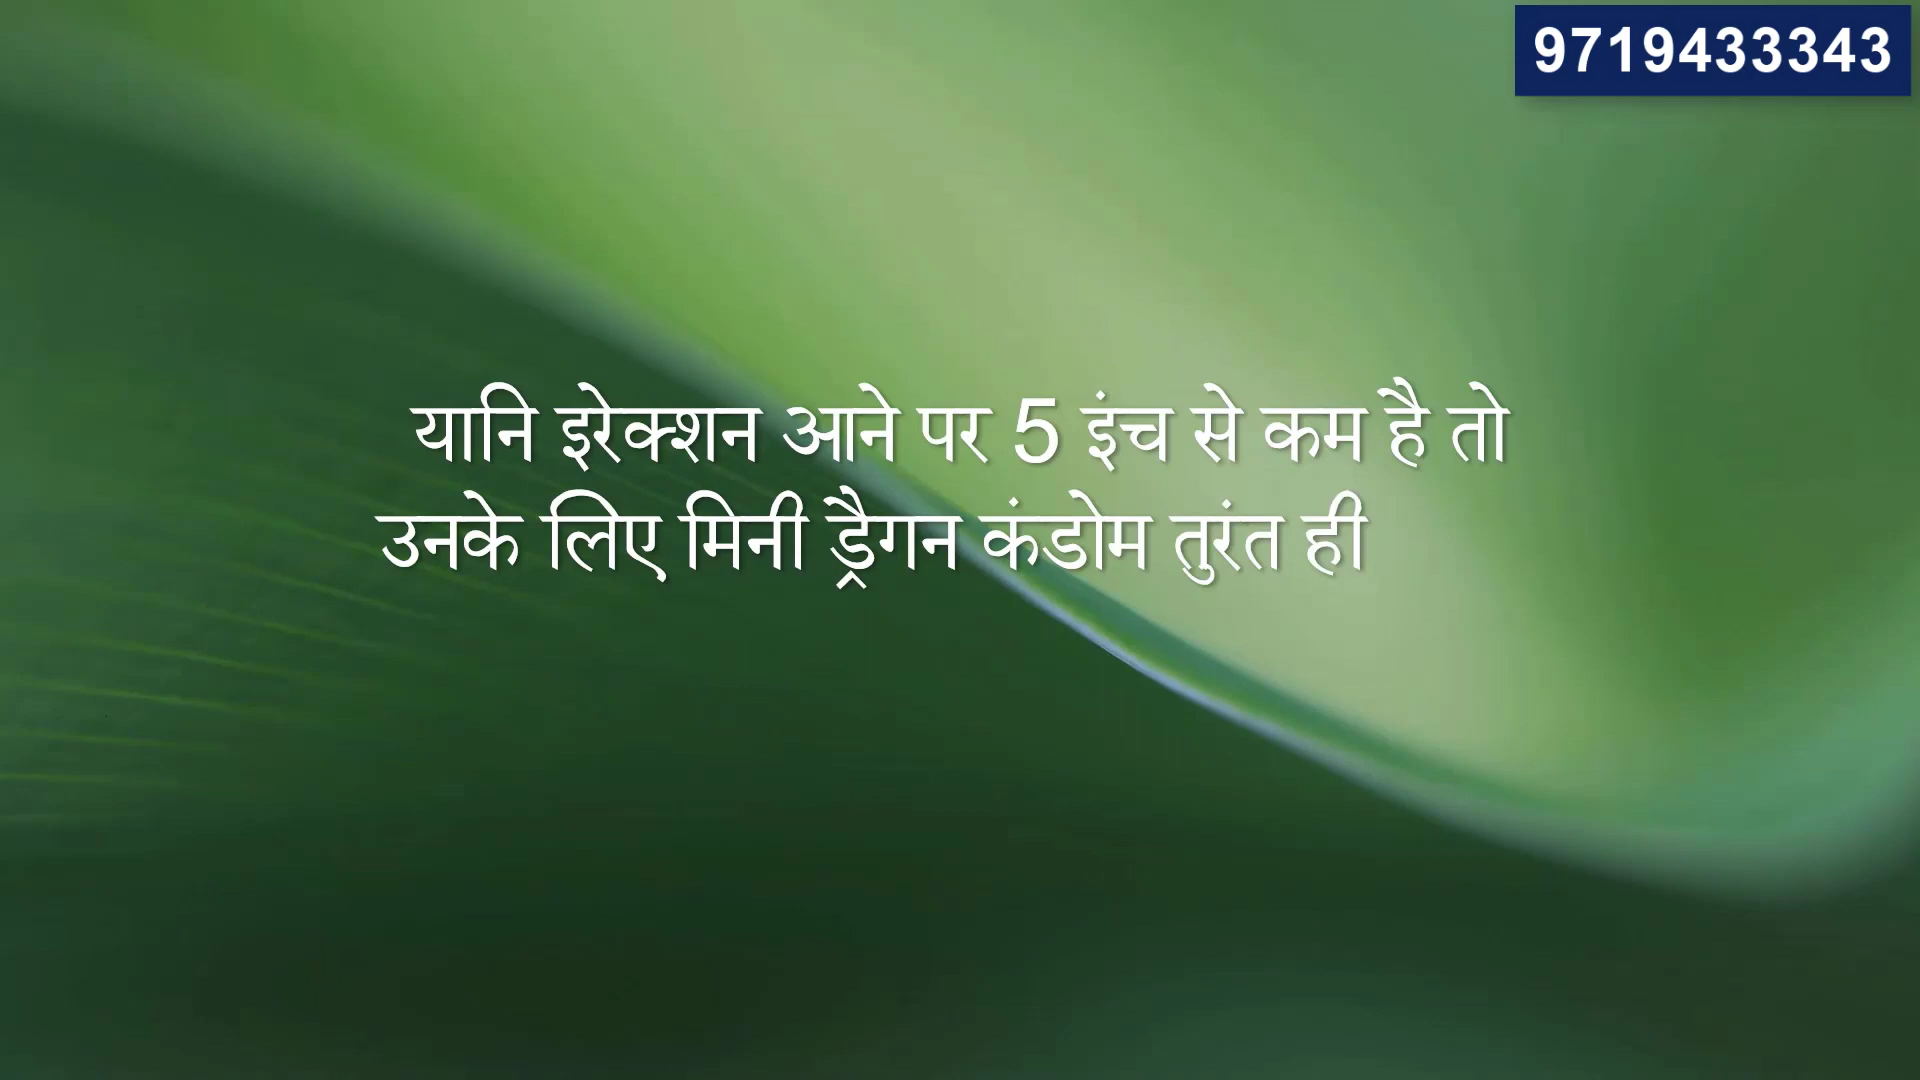 9719433343
यानि इरेक्शन आने पर 5 इंच से कम है तो
उनके लिए मिनी ड्रैगन कंडोम तुरंत ही